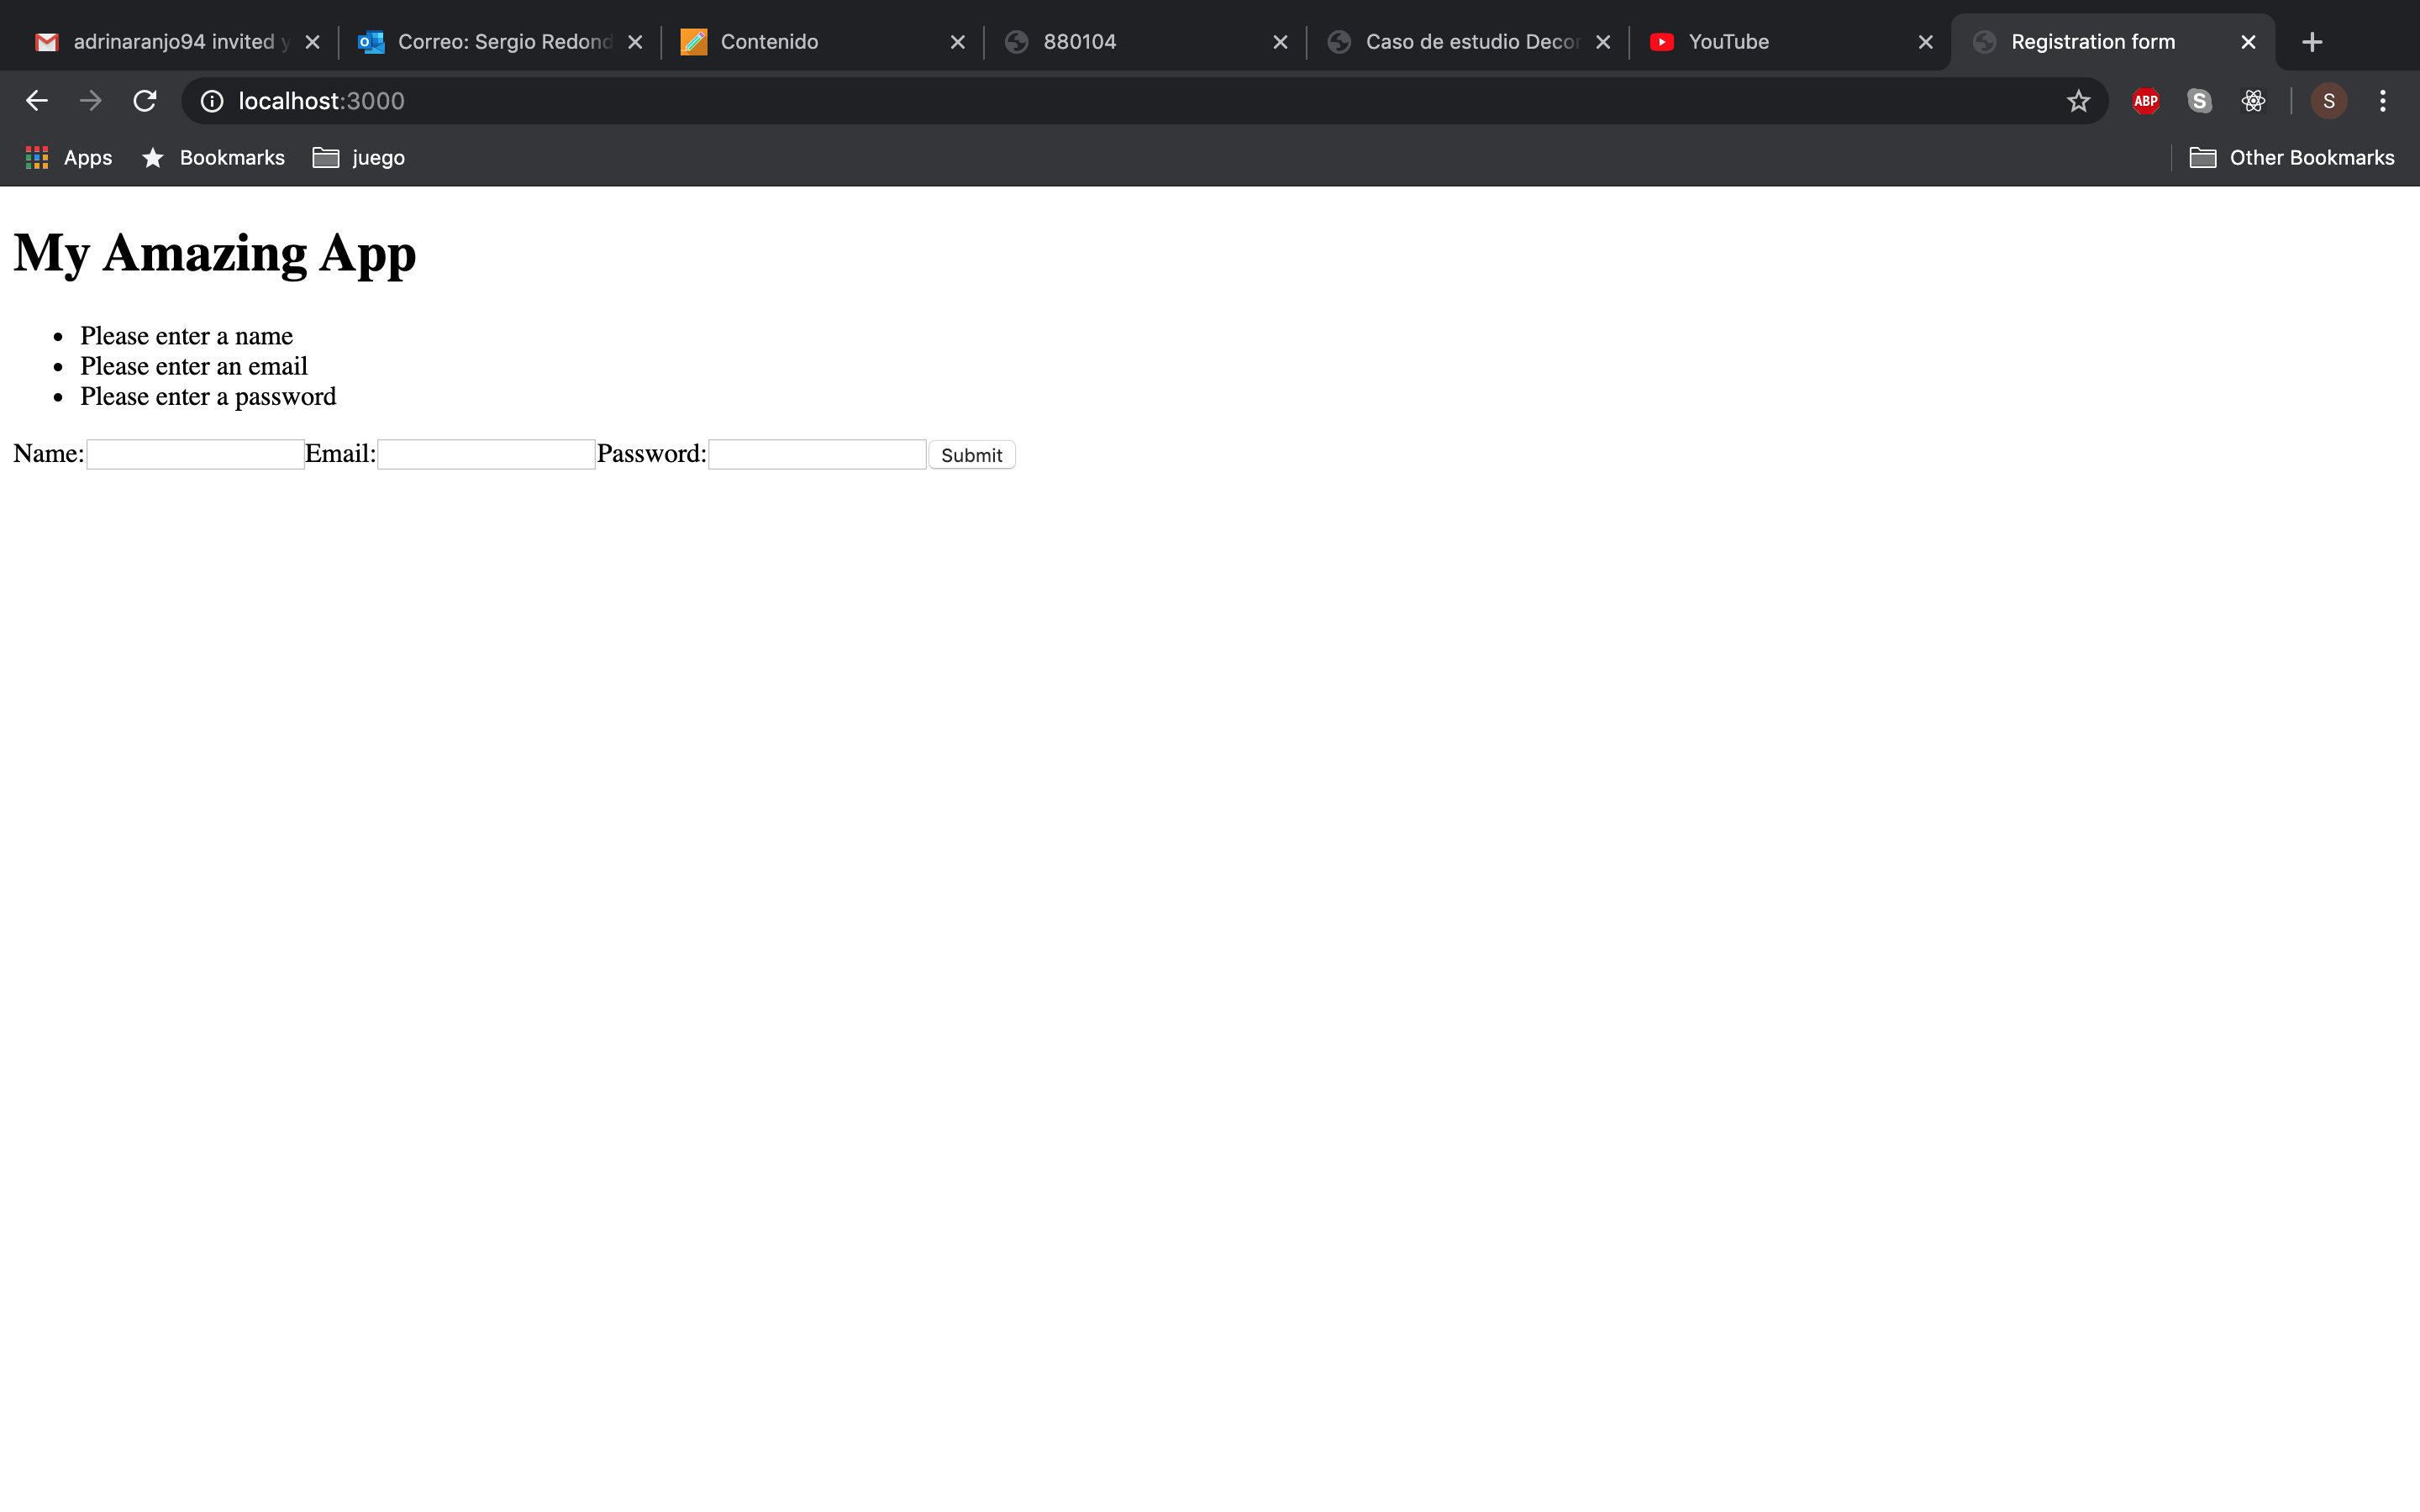 adrinaranjo94 invited y
Correo: Sergio Redond
Contenido
880104
Caso de estudio Decor
YouTube
Registration form
localhost:3000
ABP
S
S
Apps
Bookmarks
juego
Other Bookmarks
My Amazing App
• Please enter a name
• Please enter an email
• Please enter a password
Name: Email: Password: Submit